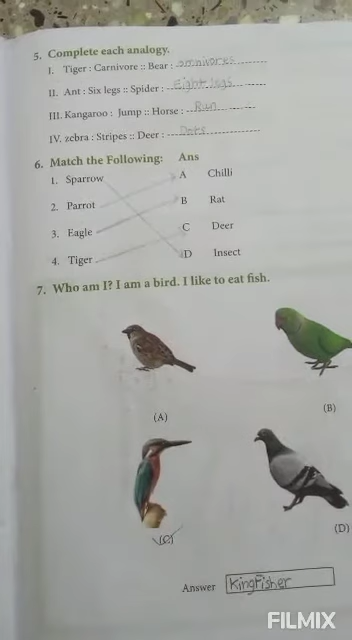 5. Complete each analogy.
I. Tiger : Carnivore :: Bear : omnivores
II. Ant : Six legs :: Spider : Eight legs
III. Kangaroo : Jump :: Horse : Run
IV. zebra : Stripes :: Deer : Dots
6. Match the Following: Ans
1. Sparrow A Chilli
2. Parrot B Rat
3. Eagle C Deer
4. Tiger D Insect
7. Who am I? I am a bird. I like to eat fish.
(A) (B)
(C) (D)
Answer Kingfisher
FILMIX